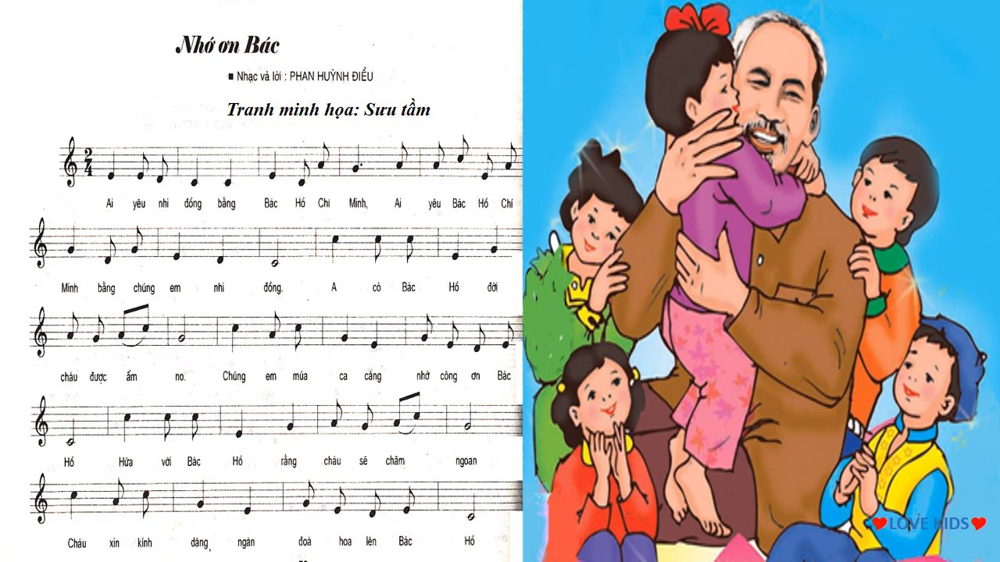 Nhớ ơn Bác
■ Nhạc và lời : PHAN HUỲNH ĐIỂU
Tranh minh họa: Sưu tầm
2
4
Ai yêu nhi đồng bằng Bác Hồ Chí Minh, Ai yêu Bác Hồ Chí
Minh bằng chúng em nhi đồng. A có Bác Hồ đời
cháu được ấm no. Chúng em múa ca càng nhớ công ơn Bác
Hồ Hứa với Bác Hồ rằng cháu sẽ chăm ngoan
Cháu xin kính dâng ngàn đoá hoa lên Bác Hồ
❤LOVE KIDS❤